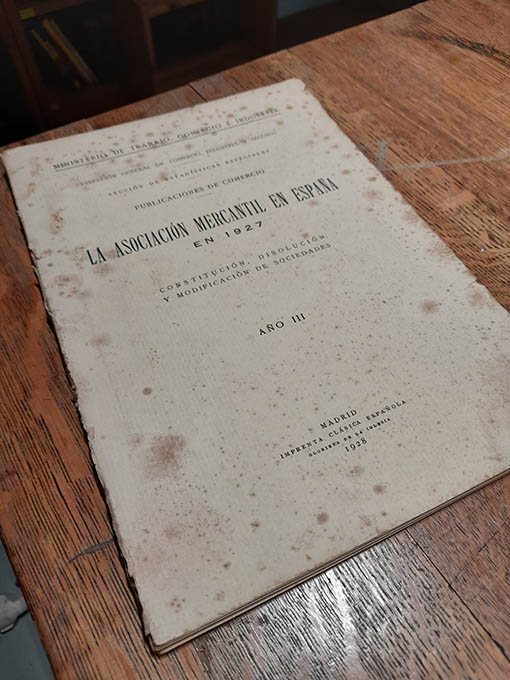 MINISTERIO DE TRABAJO, COMERCIO E INDUSTRIA
DIRECCIÓN GENERAL DE COMERCIO, INDUSTRIA Y SEGUROS
SECCIÓN DE ESTADÍSTICAS ESPECIALES
PUBLICACIONES DE COMERCIO
LA ASOCIACIÓN MERCANTIL EN ESPAÑA
EN 1927
CONSTITUCIÓN, DISOLUCIÓN
Y MODIFICACIÓN DE SOCIEDADES
AÑO III
MADRID
IMPRENTA CLÁSICA ESPAÑOLA
GLORIETA DE LA IGLESIA
1928